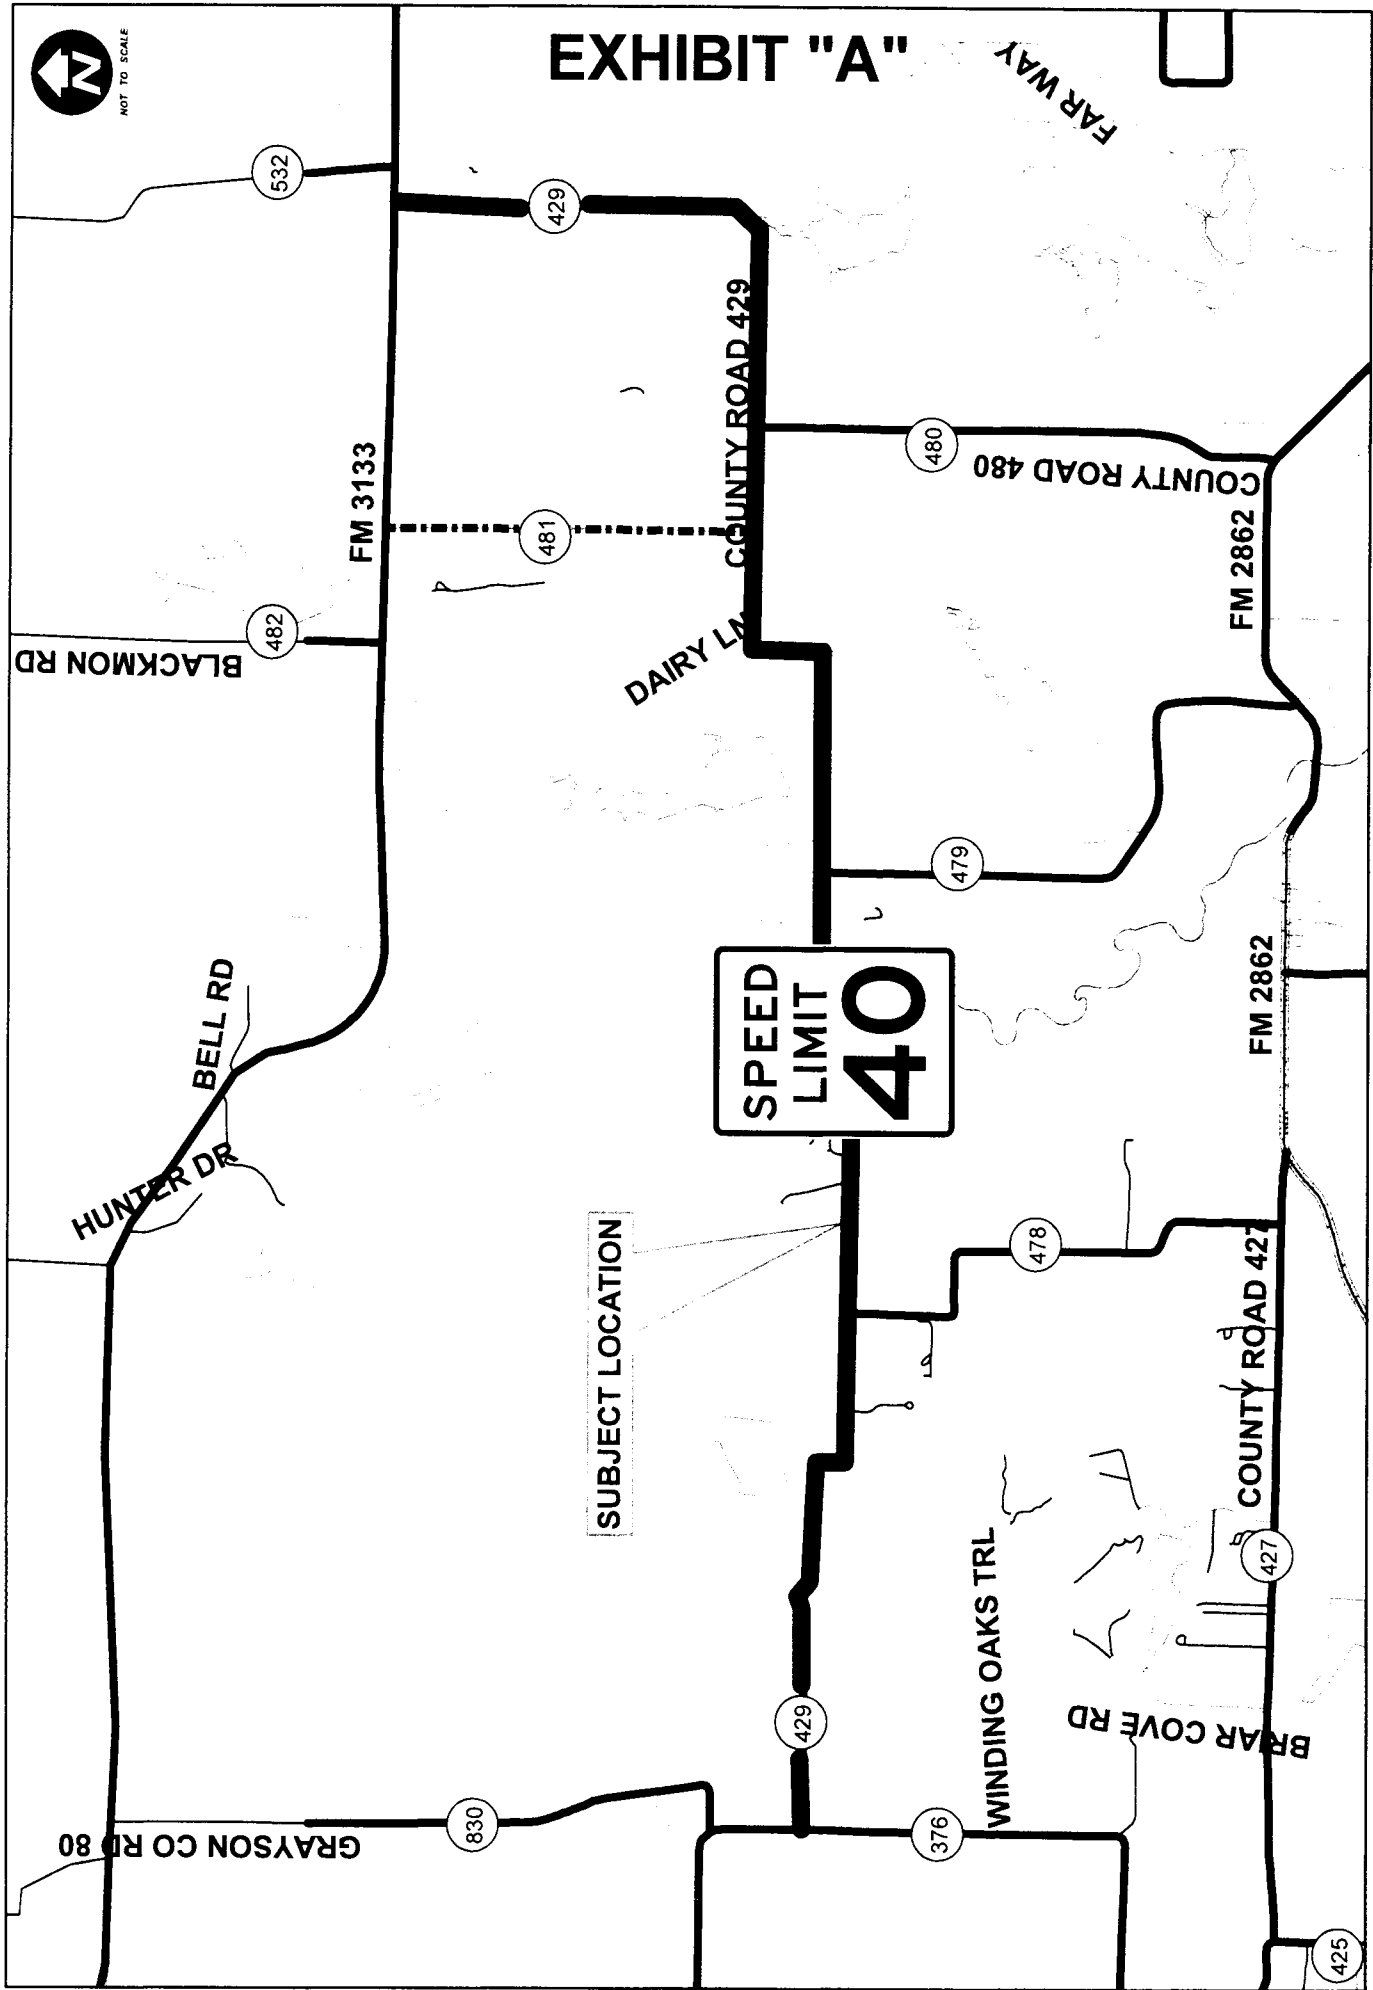 EXHIBIT "A"
N
NOT TO SCALE
FAR WAY
532
429
COUNTY ROAD 429
FM 3133
481
480
COUNTY ROAD 480
FM 2862
482
BLACKMON RD
DAIRY LN
479
BELL RD
HUNTER DR
SPEED
LIMIT
40
FM 2862
SUBJECT LOCATION
478
COUNTY ROAD 427
427
WINDING OAKS TRL
BRIAR COVE RD
429
GRAYSON CO RD 80
830
376
425